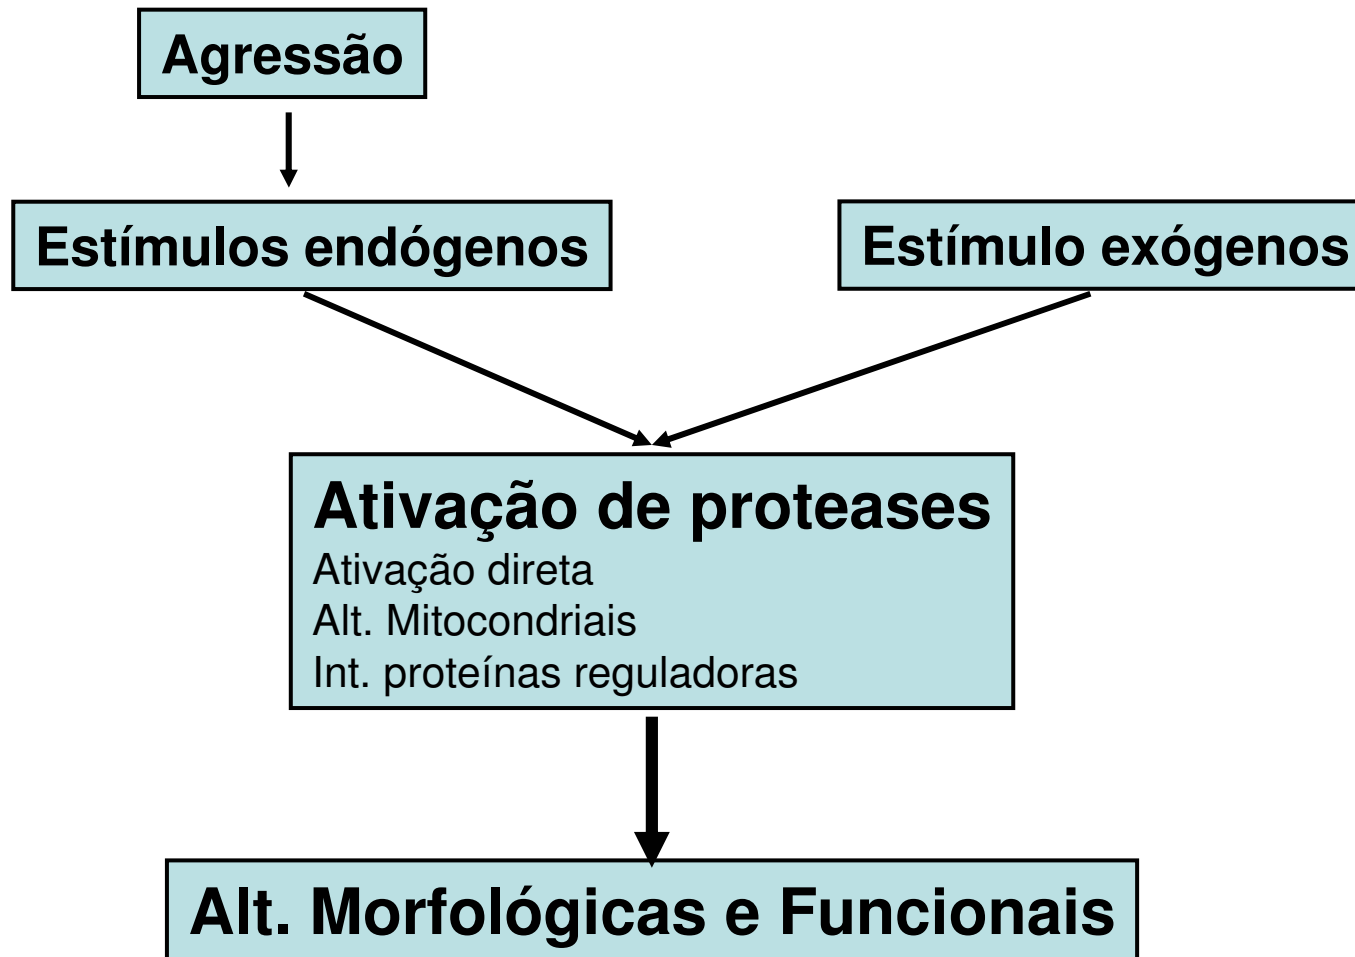 Agressão
Estímulos endógenos
Estímulo exógenos
Ativação de proteases
Ativação direta
Alt. Mitocondriais
Int. proteínas reguladoras
Alt. Morfológicas e Funcionais